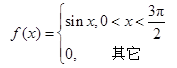 f(x) = { sin x, 0 < x < 3π/2
0, 其它